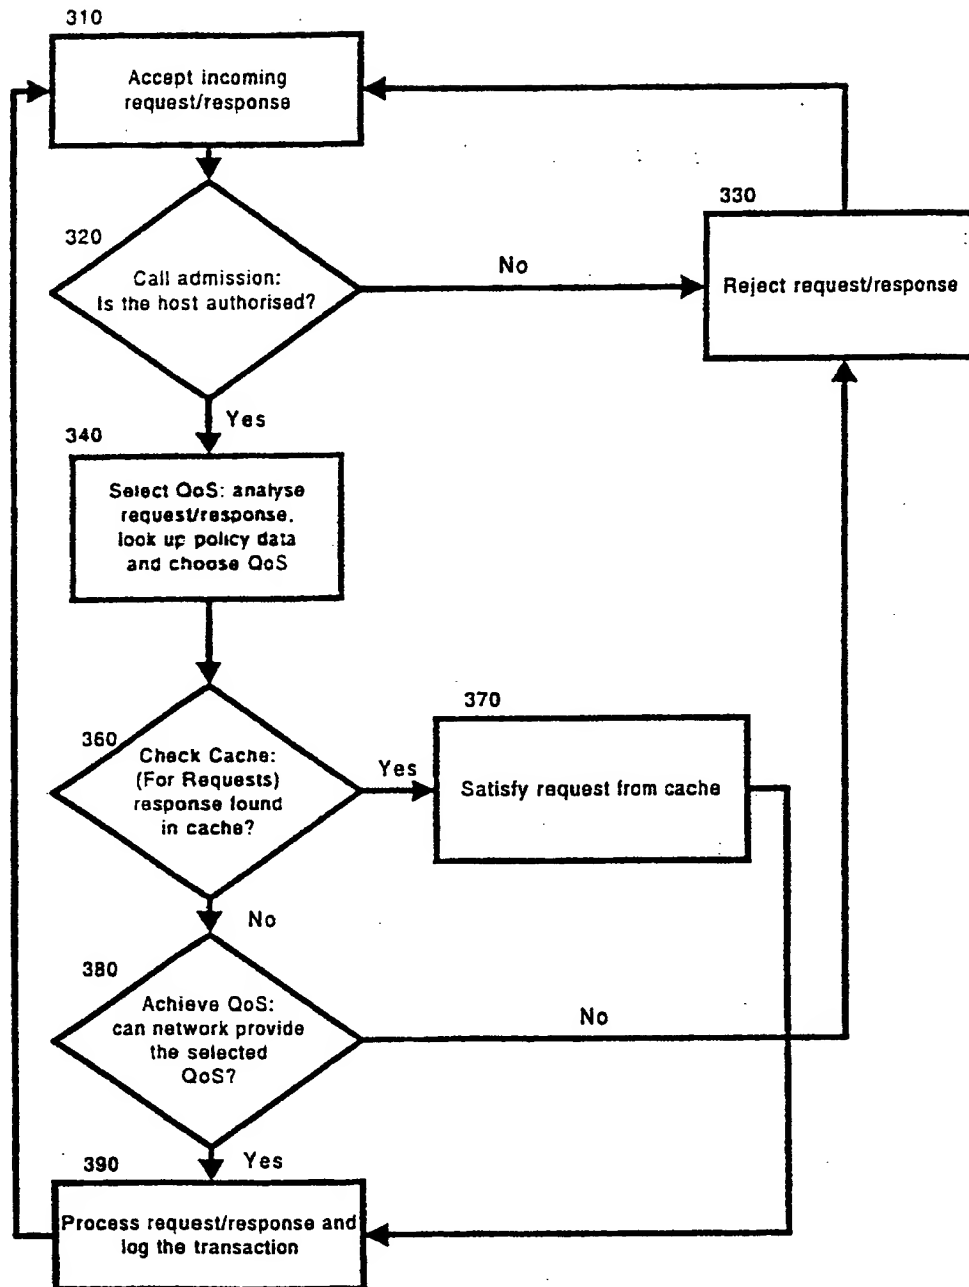 310
Accept incoming
request/response
320
Call admission:
Is the host authorised?
No
330
Reject request/response
Yes
340
Select QoS: analyse
request/response,
look up policy data
and choose QoS
360
Check Cache:
(For Requests)
response found
in cache?
Yes
370
Satisfy request from cache
No
380
Achieve QoS:
can network provide
the selected
QoS?
No
Yes
390
Process request/response and
log the transaction